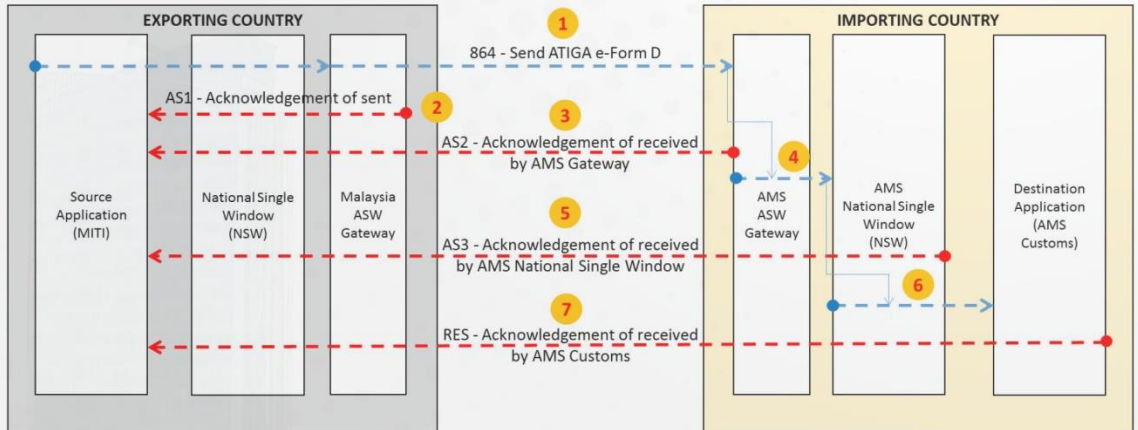 EXPORTING COUNTRY
IMPORTING COUNTRY
1
864 - Send ATIGA e-Form D
AS1 - Acknowledgement of sent
2
3
AS2 - Acknowledgement of received
by AMS Gateway
4
Source
Application
(MITI)
National Single
Window
(NSW)
Malaysia
ASW
Gateway
AMS
ASW
Gateway
AMS
National Single
Window
(NSW)
Destination
Application
(AMS
Customs)
5
AS3 - Acknowledgement of received
by AMS National Single Window
6
7
RES - Acknowledgement of received
by AMS Customs